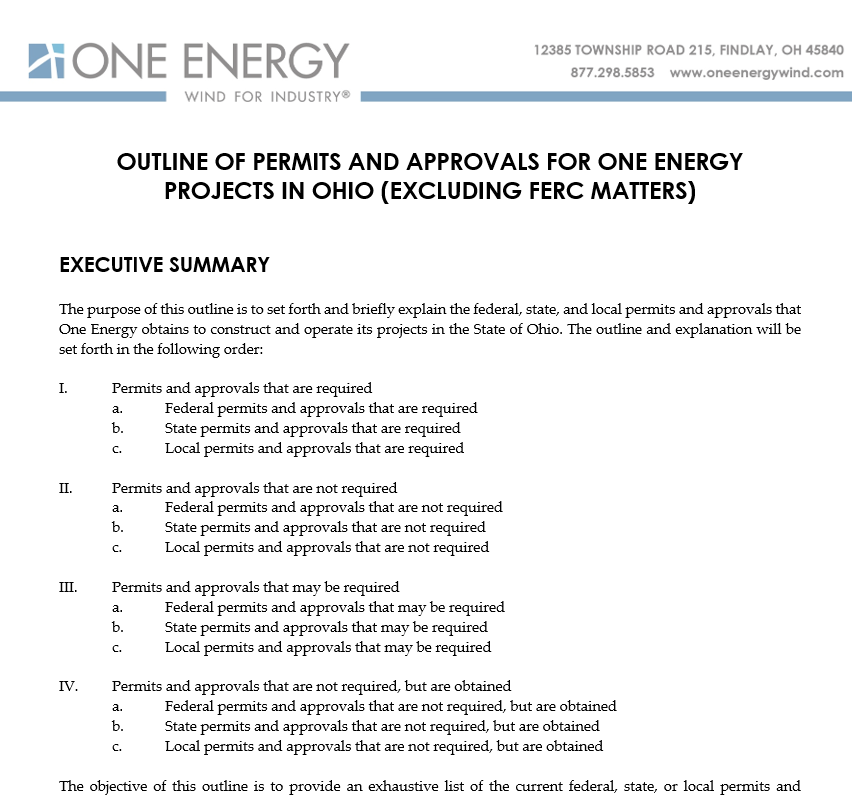 ONE ENERGY
WIND FOR INDUSTRY®
12385 TOWNSHIP ROAD 215, FINDLAY, OH 45840
877.298.5853 www.oneenergywind.com
OUTLINE OF PERMITS AND APPROVALS FOR ONE ENERGY
PROJECTS IN OHIO (EXCLUDING FERC MATTERS)
EXECUTIVE SUMMARY
The purpose of this outline is to set forth and briefly explain the federal, state, and local permits and approvals that
One Energy obtains to construct and operate its projects in the State of Ohio. The outline and explanation will be
set forth in the following order:
I. Permits and approvals that are required
a. Federal permits and approvals that are required
b. State permits and approvals that are required
c. Local permits and approvals that are required
II. Permits and approvals that are not required
a. Federal permits and approvals that are not required
b. State permits and approvals that are not required
c. Local permits and approvals that are not required
III. Permits and approvals that may be required
a. Federal permits and approvals that may be required
b. State permits and approvals that may be required
c. Local permits and approvals that may be required
IV. Permits and approvals that are not required, but are obtained
a. Federal permits and approvals that are not required, but are obtained
b. State permits and approvals that are not required, but are obtained
c. Local permits and approvals that are not required, but are obtained
The objective of this outline is to provide an exhaustive list of the current federal, state, or local permits and